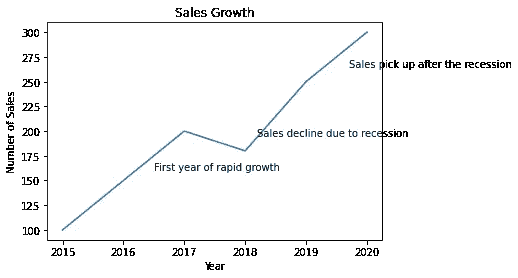 Sales Growth
300
Sales pick up after the recession
275
250
225
Number of Sales
200
Sales decline due to recession
175
First year of rapid growth
150
125
100
2015 2016 2017 2018 2019 2020
Year